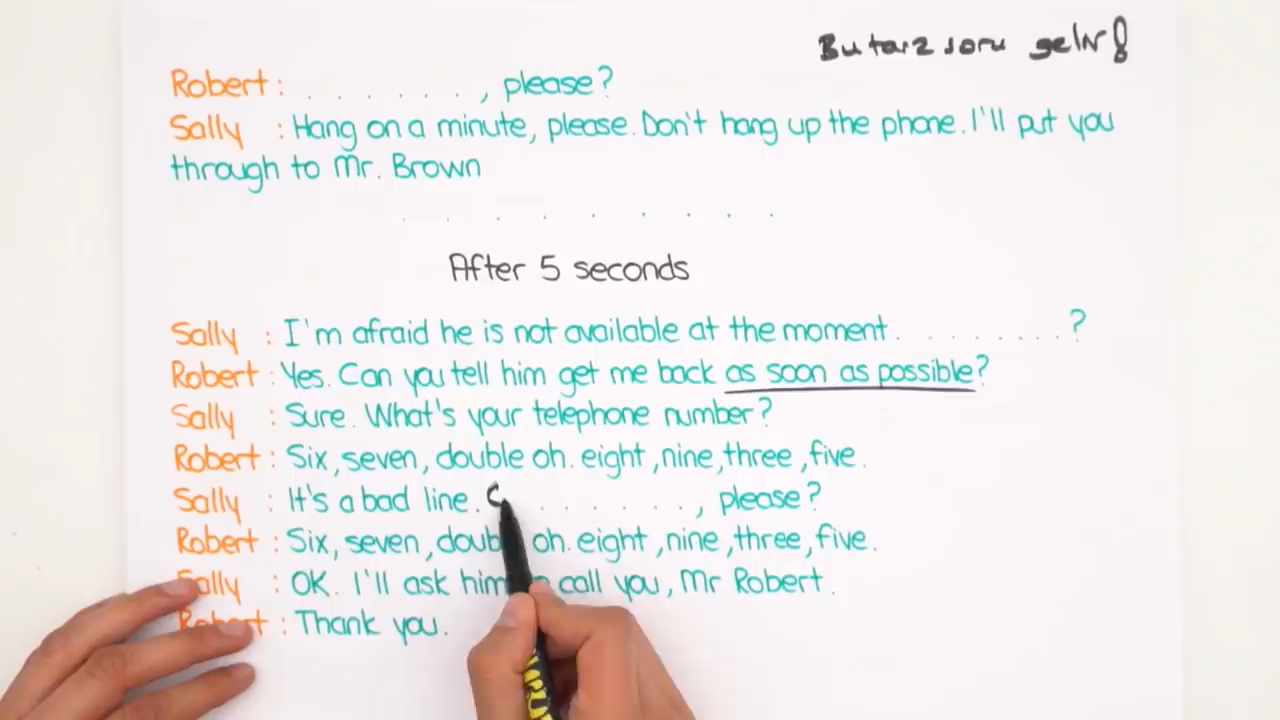 Bu tarz soru gelir!
Robert: . . . . . . . , please?
Sally : Hang on a minute, please. Don't hang up the phone. I'll put you
through to Mr. Brown
. . . . . . . . .
After 5 seconds
Sally : I'm afraid he is not available at the moment. . . . . . . . . ?
Robert: Yes. Can you tell him get me back as soon as possible?
Sally : Sure. What's your telephone number?
Robert: Six, seven, double oh. eight, nine, three, five.
Sally : It's a bad line. C . . . . . . . , please?
Robert: Six, seven, double oh. eight, nine, three, five.
Sally : OK. I'll ask him call you, Mr Robert.
Robert: Thank you.